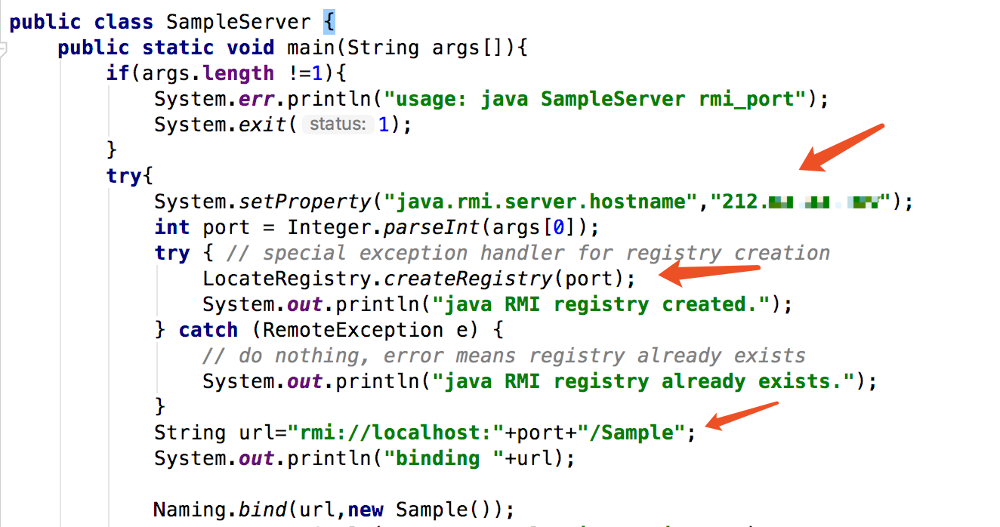 public class SampleServer {
public static void main(String args[]){
if(args.length !=1){
System.err.println("usage: java SampleServer rmi_port");
System.exit( status: 1);
}
try{
System.setProperty("java.rmi.server.hostname","212.");
int port = Integer.parseInt(args[0]);
try { // special exception handler for registry creation
LocateRegistry.createRegistry(port);
System.out.println("java RMI registry created.");
} catch (RemoteException e) {
// do nothing, error means registry already exists
System.out.println("java RMI registry already exists.");
}
String url="rmi://localhost:"+port+"/Sample";
System.out.println("binding "+url);
Naming.bind(url,new Sample());